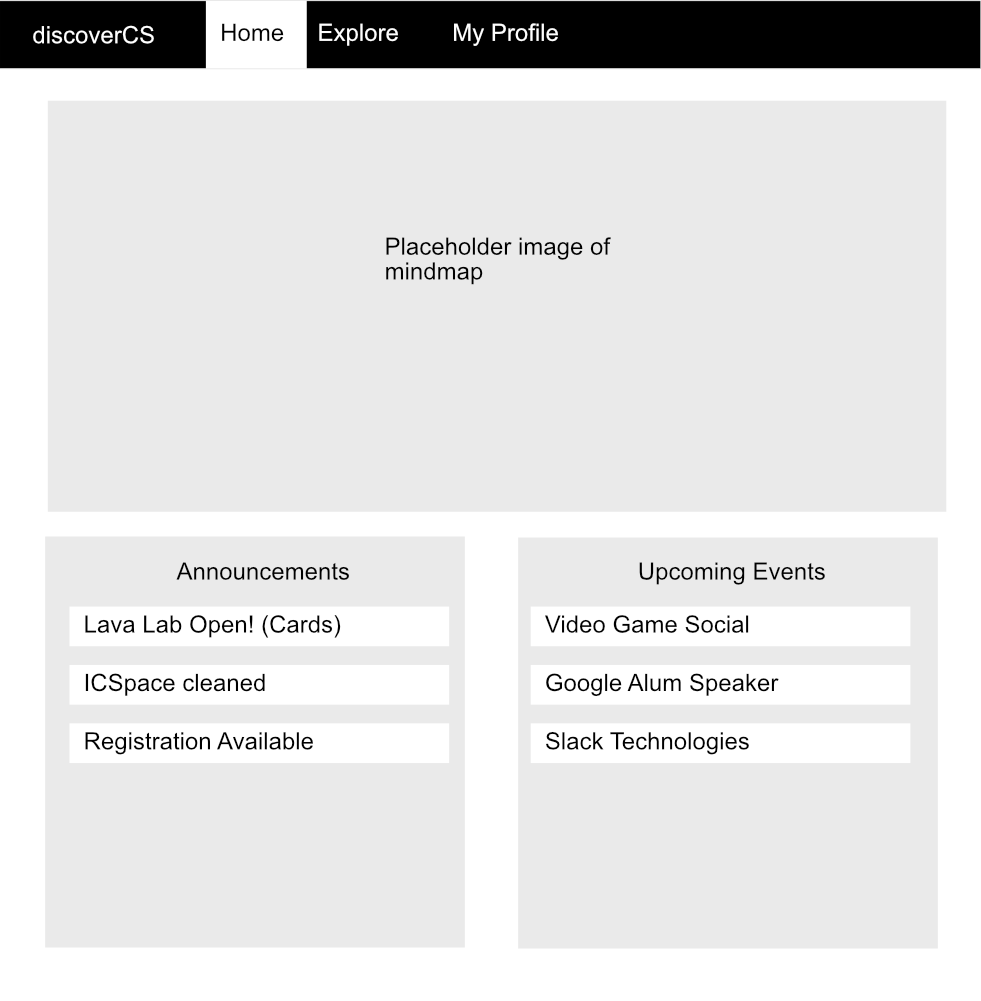 discoverCS Home Explore My Profile
Placeholder image of
mindmap
Announcements
Lava Lab Open! (Cards)
ICSpace cleaned
Registration Available
Upcoming Events
Video Game Social
Google Alum Speaker
Slack Technologies